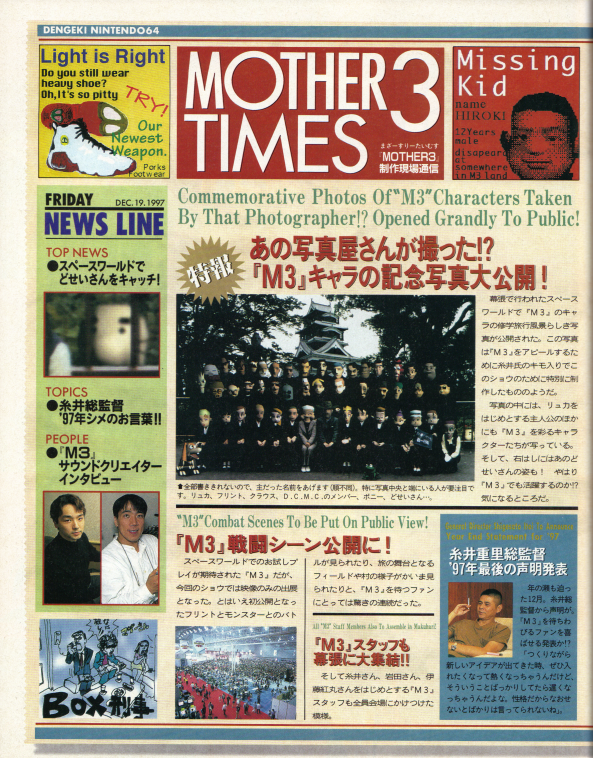 DENGEKI NINTENDO64
Light is Right
Do you still wear
heavy shoe?
Oh,It's so pitty
TRY!
Our
Newest
Weapon.
Porks
Footwear
MOTHER 3
TIMES
まざーすりーたいむす
『MOTHER3』
制作現場通信
Missing
Kid
name
HIROKI
12Years
male
disapear
at
somewhere
in M3 land
FRIDAY
DEC.19.1997
NEWS LINE
TOP NEWS
●スペースワールドで
どせいさんをキャッチ!
TOPICS
●糸井総監督
'97年シメのお言葉!!
PEOPLE
●『M3』
サウンドクリエイター
インタビュー
BOX刑事
Commemorative Photos Of "M3" Characters Taken
By That Photographer!? Opened Grandly To Public!
特報
あの写真屋さんが撮った!?
『M3』キャラの記念写真大公開!
幕張で行われたスペース
ワールドで『M3』のキャ
ラの修学旅行風景らしき写
真が公開された。この写真
は『M3』をアピールするた
めに糸井氏のキモ入りでこ
のショウのために特別に制
作したもののようだ。
写真の中には、リュカを
はじめとする主人公のほか
にも『M3』を彩るキャラ
クターたちが写っている。
そして、右はしにはあのど
せいさんの姿も! やはり
『M3』でも活躍するのか!?
気になるところだ。
⬆全部書ききれないので、主だった名前をあげます(順不同)。特に写真中央と端にいる人が要注目で
す。リュカ、フリント、クラウス、D.C.M.C.のメンバー、ボニー、どせいさん…。
"M3"Combat Scenes To Be Put On Public View!
『M3』戦闘シーン公開に!
スペースワールドでのお試しプ
レイが期待された『M3』だが、
今回のショウでは映像のみの出展
となった。とはいえ初公開となっ
たフリントとモンスターとのバト
ルが見られたり、旅の舞台となる
フィールドや村の様子がかいま見
られたりと、『M3』を待つファン
にとっては驚きの連続だった。
All "M3" Staff Members Also To Assemble in Makuhari!
『M3』スタッフも
幕張に大集結!!
そして糸井さん、岩田さん、伊
藤紅丸さんをはじめとする『M3』
スタッフも全員会場にかけつけた
模様。
Your End Statement for '97
糸井重里総監督
'97年最後の声明発表
年の瀬も迫っ
た12月。糸井総
監督から声明が。
『M3』を待ちわ
びるファンを喜
ばせる発表か!?
「つくりながら
新しいアイデアが出てきた時、ぜひ入
れたくなって熱くなっちゃうんだけど、
そういうことばっかりしてたら遅くな
っちゃうんだよな。性格だからなおせ
ないとばかりは言ってられないね」。